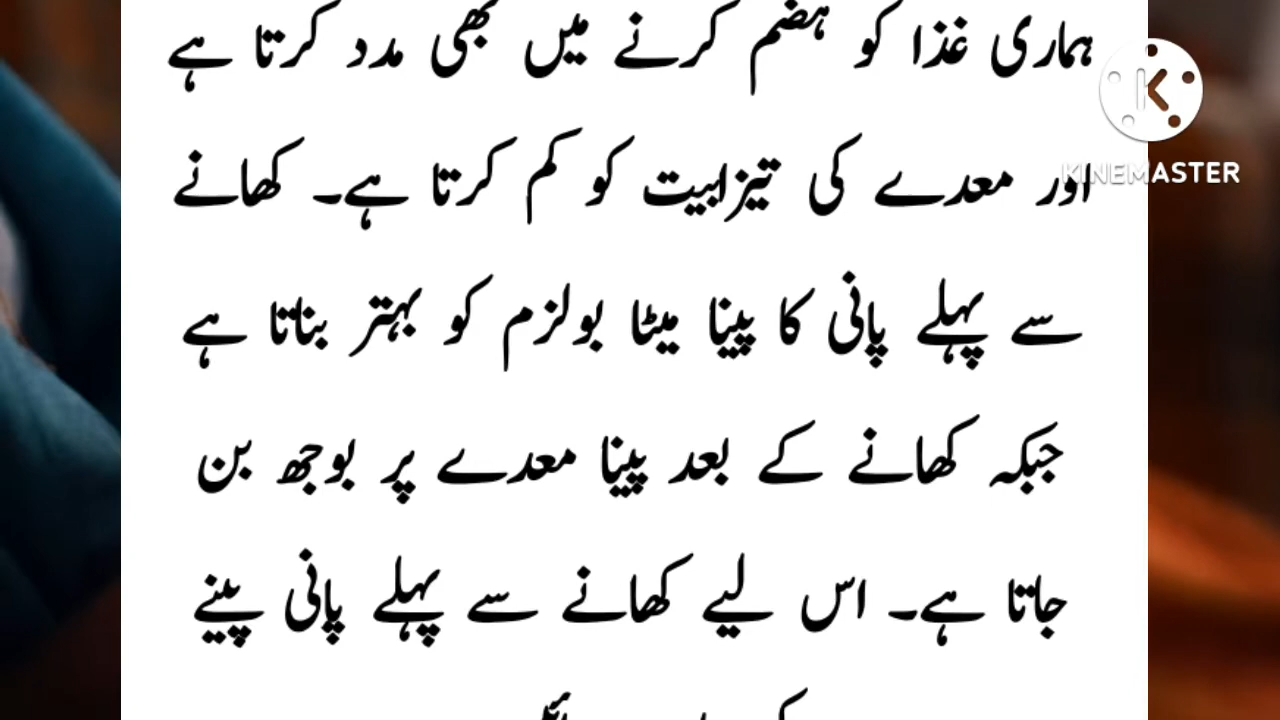 ہماری غذا کو ہضم کرنے میں بھی مدد کرتا ہے
اور معدے کی تیزابیت کو کم کرتا ہے۔ کھانے
سے پہلے پانی کا پینا میٹا بولزم کو بہتر بناتا ہے
جبکہ کھانے کے بعد پینا معدے پر بوجھ بن
جاتا ہے۔ اس لیے کھانے سے پہلے پانی پینے
KINEMASTER